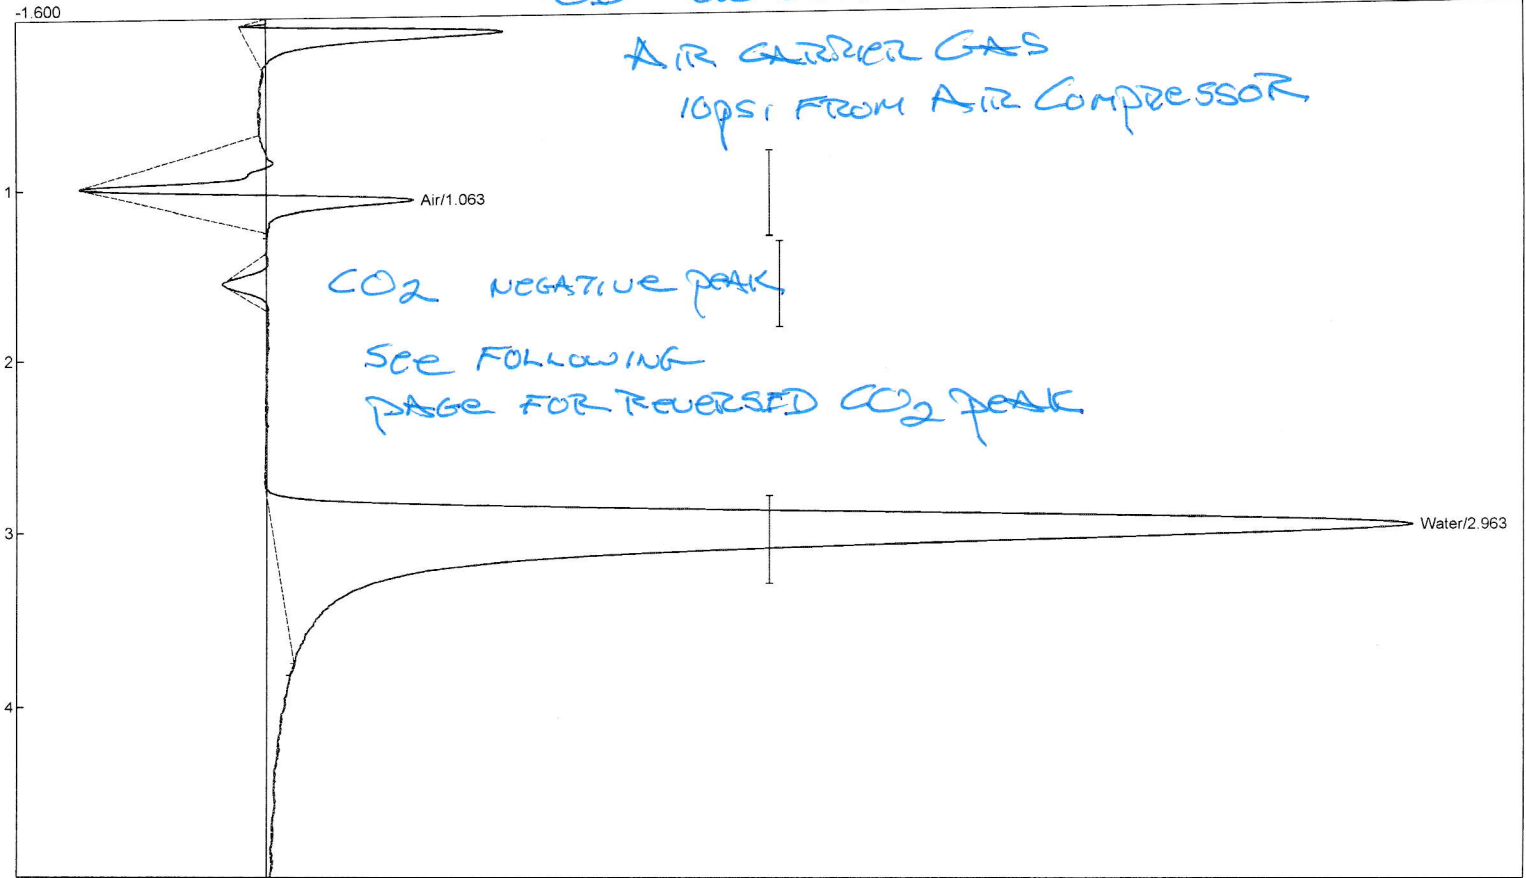 -1.600
AIR CARRIER GAS
10psi FROM AIR COMPRESSOR
1
Air/1.063
CO2 NEGATIVE PEAK
SEE FOLLOWING
2
PAGE FOR REVERSED CO2 PEAK
3
Water/2.963
4